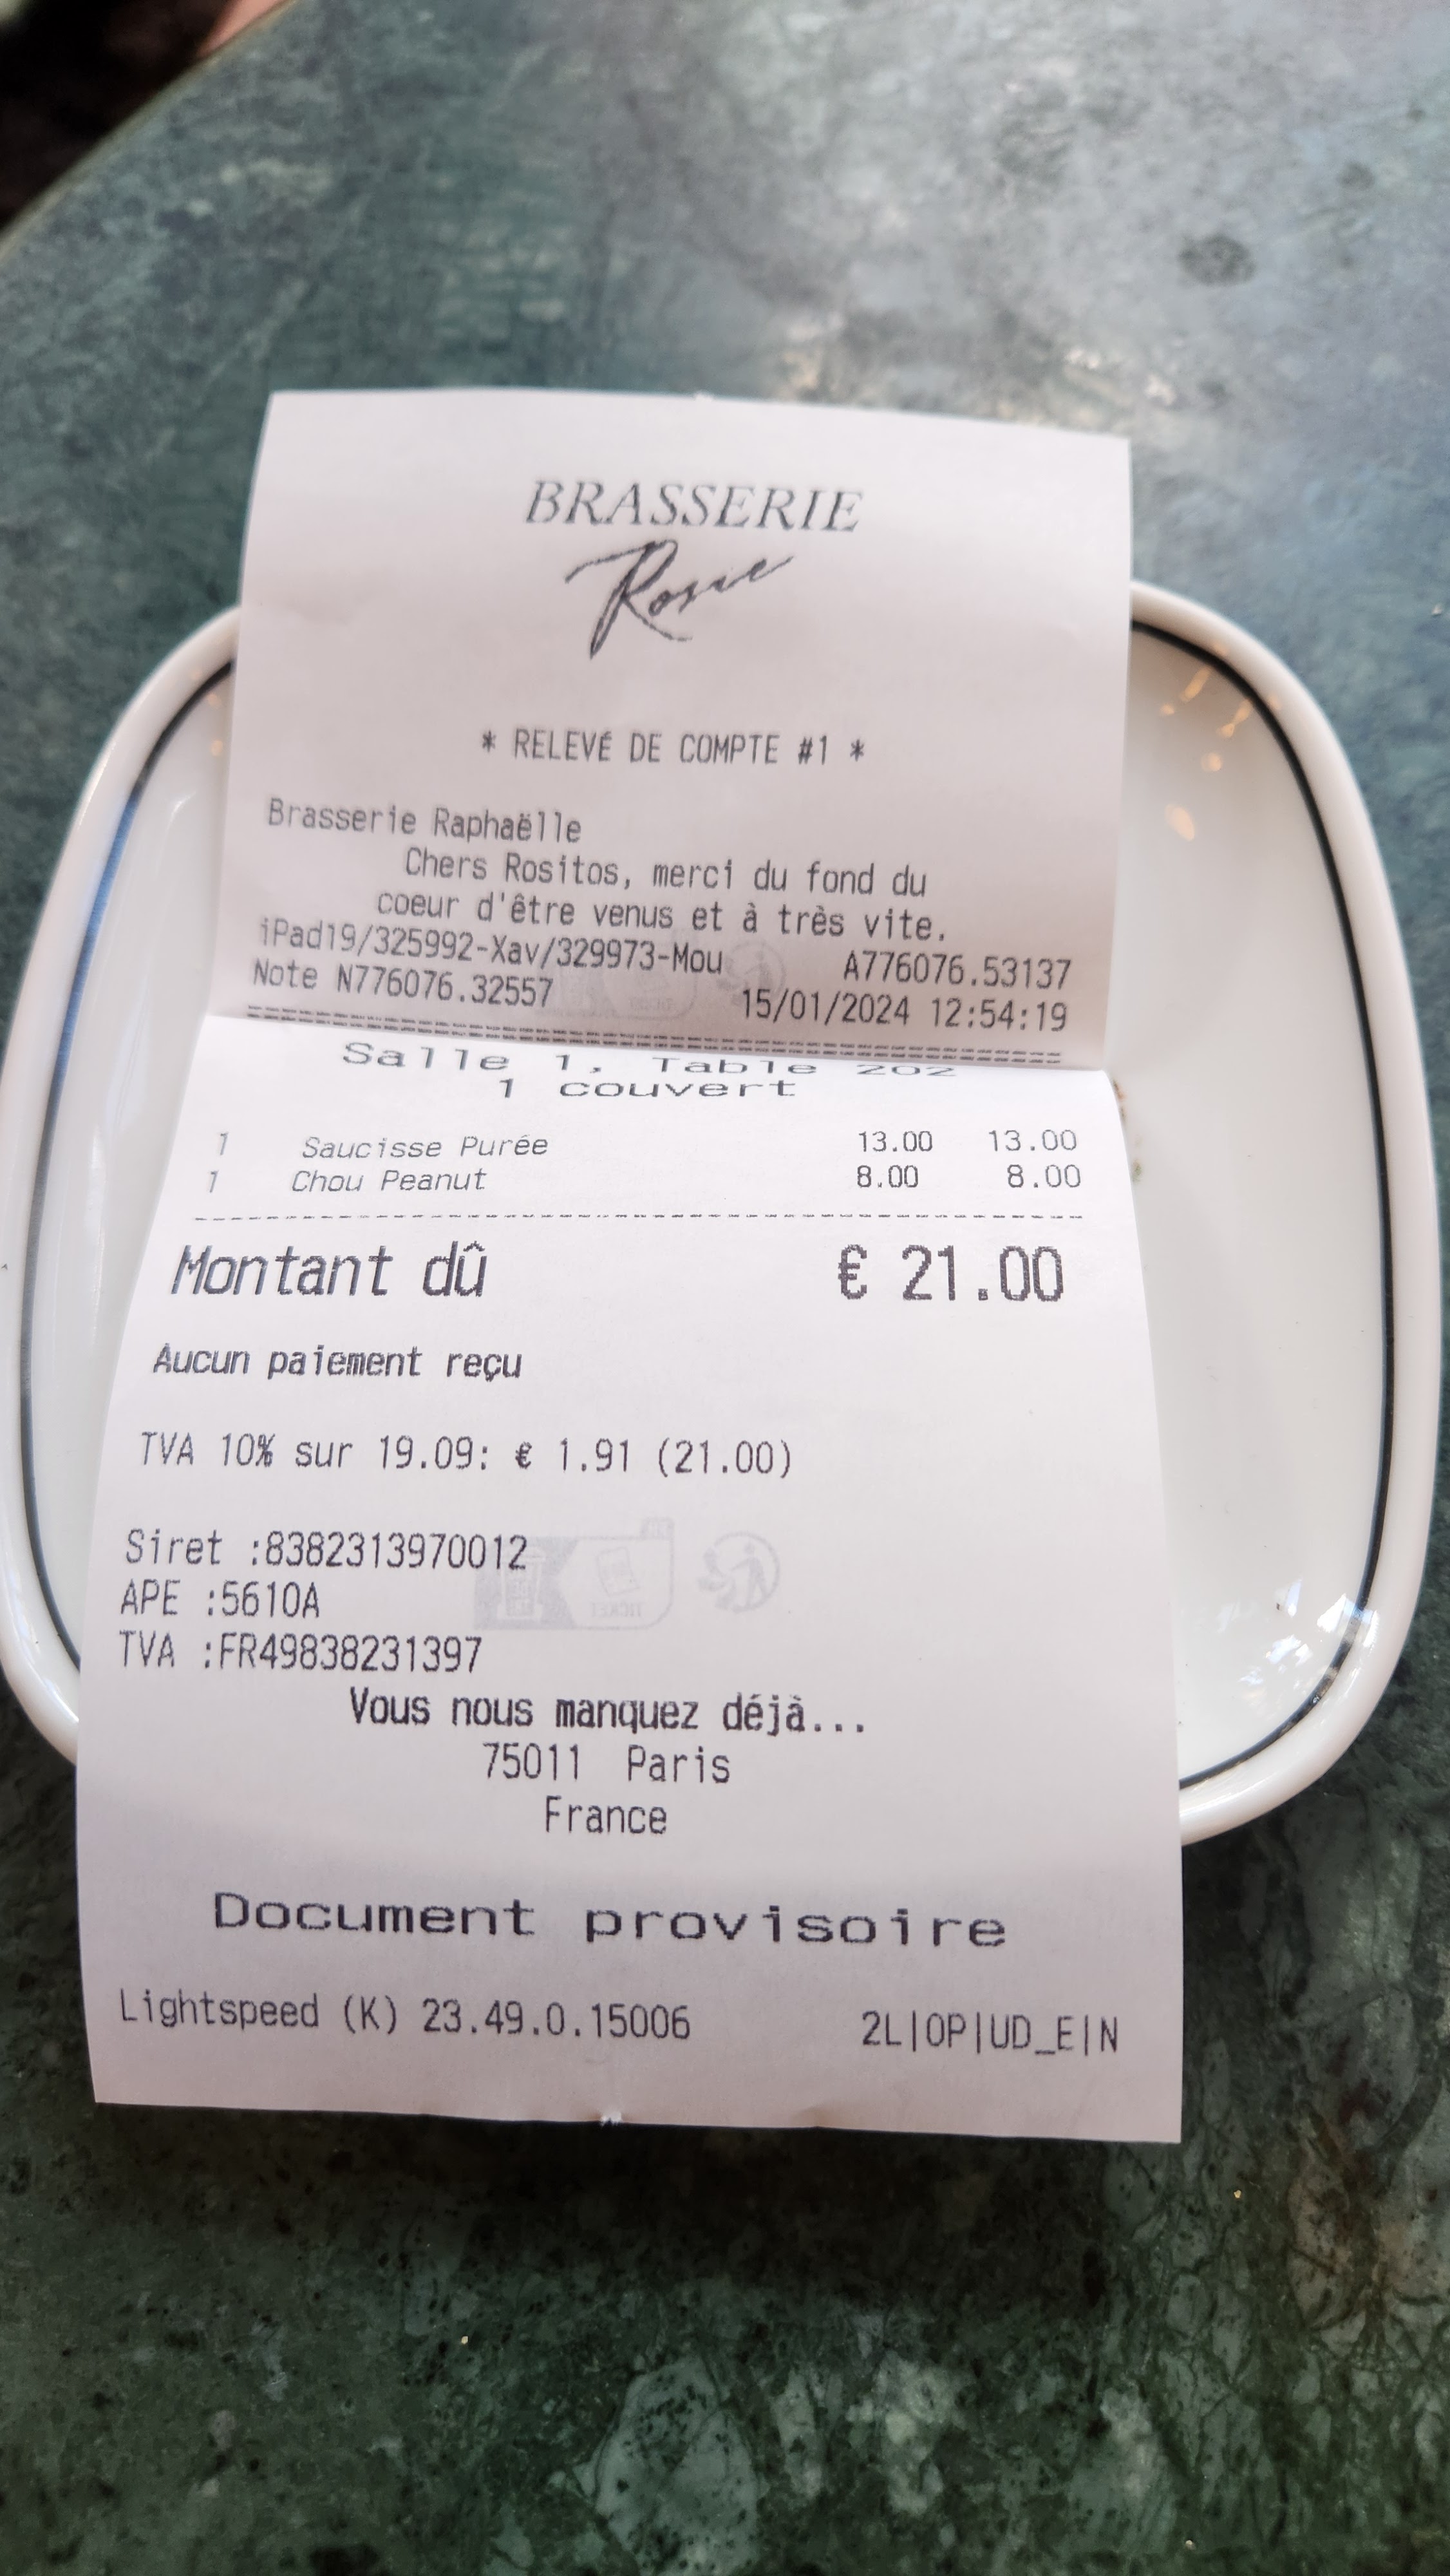 BRASSERIE
Rosie
* RELEVÉ DE COMPTE #1 *
Brasserie Raphaëlle
Chers Rositos, merci du fond du
coeur d'être venus et à très vite.
iPad19/325992-Xav/329973-Mou A776076.53137
Note N776076.32557 15/01/2024 12:54:19
Salle 1, Table 202
1 couvert
1 Saucisse Purée 13.00 13.00
1 Chou Peanut 8.00 8.00
Montant dû € 21.00
Aucun paiement reçu
TVA 10% sur 19.09: € 1.91 (21.00)
Siret :8382313970012
APE :5610A
TVA :FR49838231397
Vous nous manquez déjà...
75011 Paris
France
Document provisoire
Lightspeed (K) 23.49.0.15006 2L|OP|UD_E|N